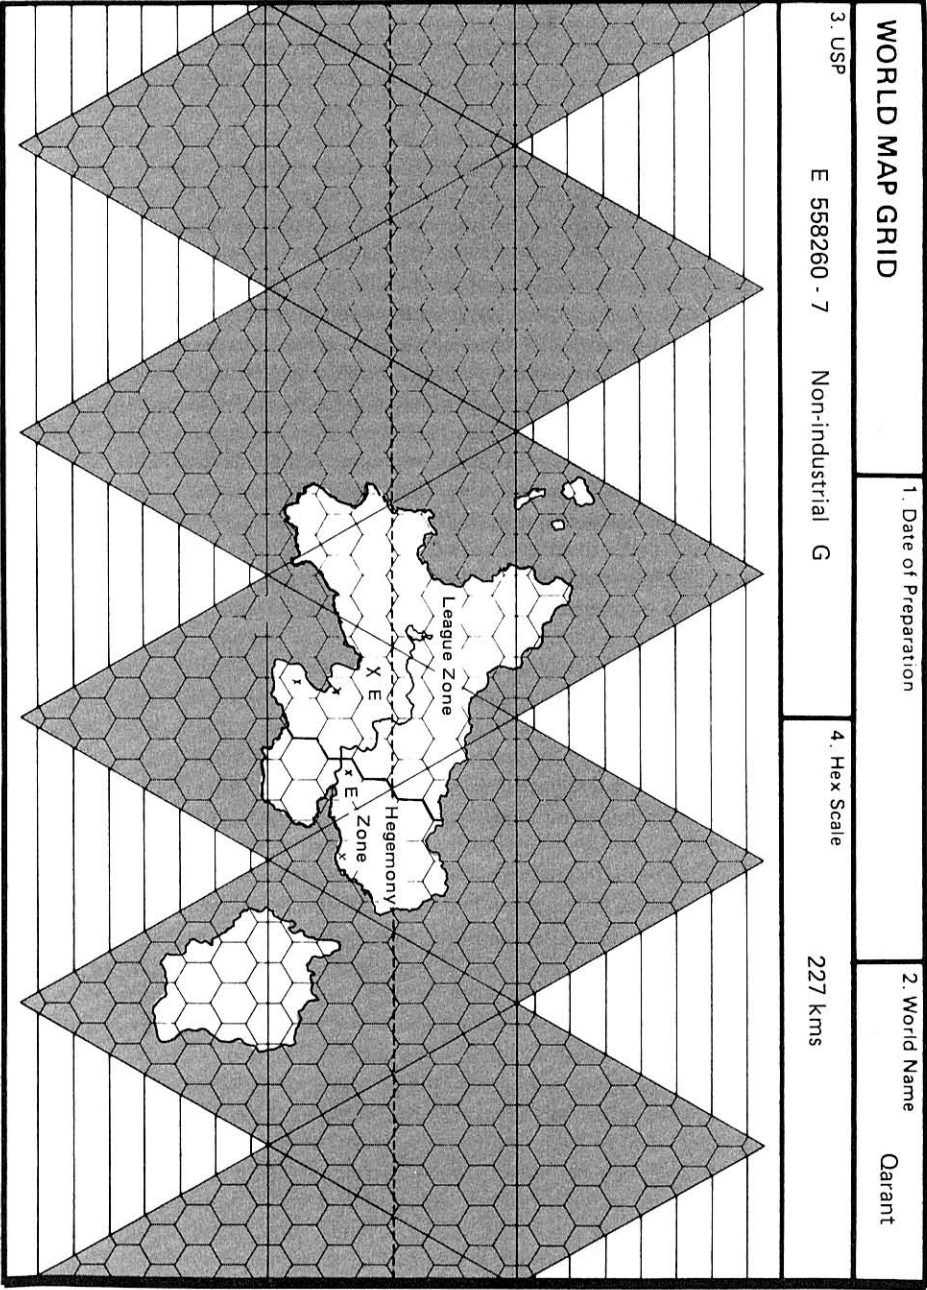 WORLD MAP GRID
1. Date of Preparation
2. World Name
Qarant
3. USP
E 558260 - 7 Non-industrial G
4. Hex Scale
227 kms
League Zone
X E
Hegemony
E Zone
x
x
x
x